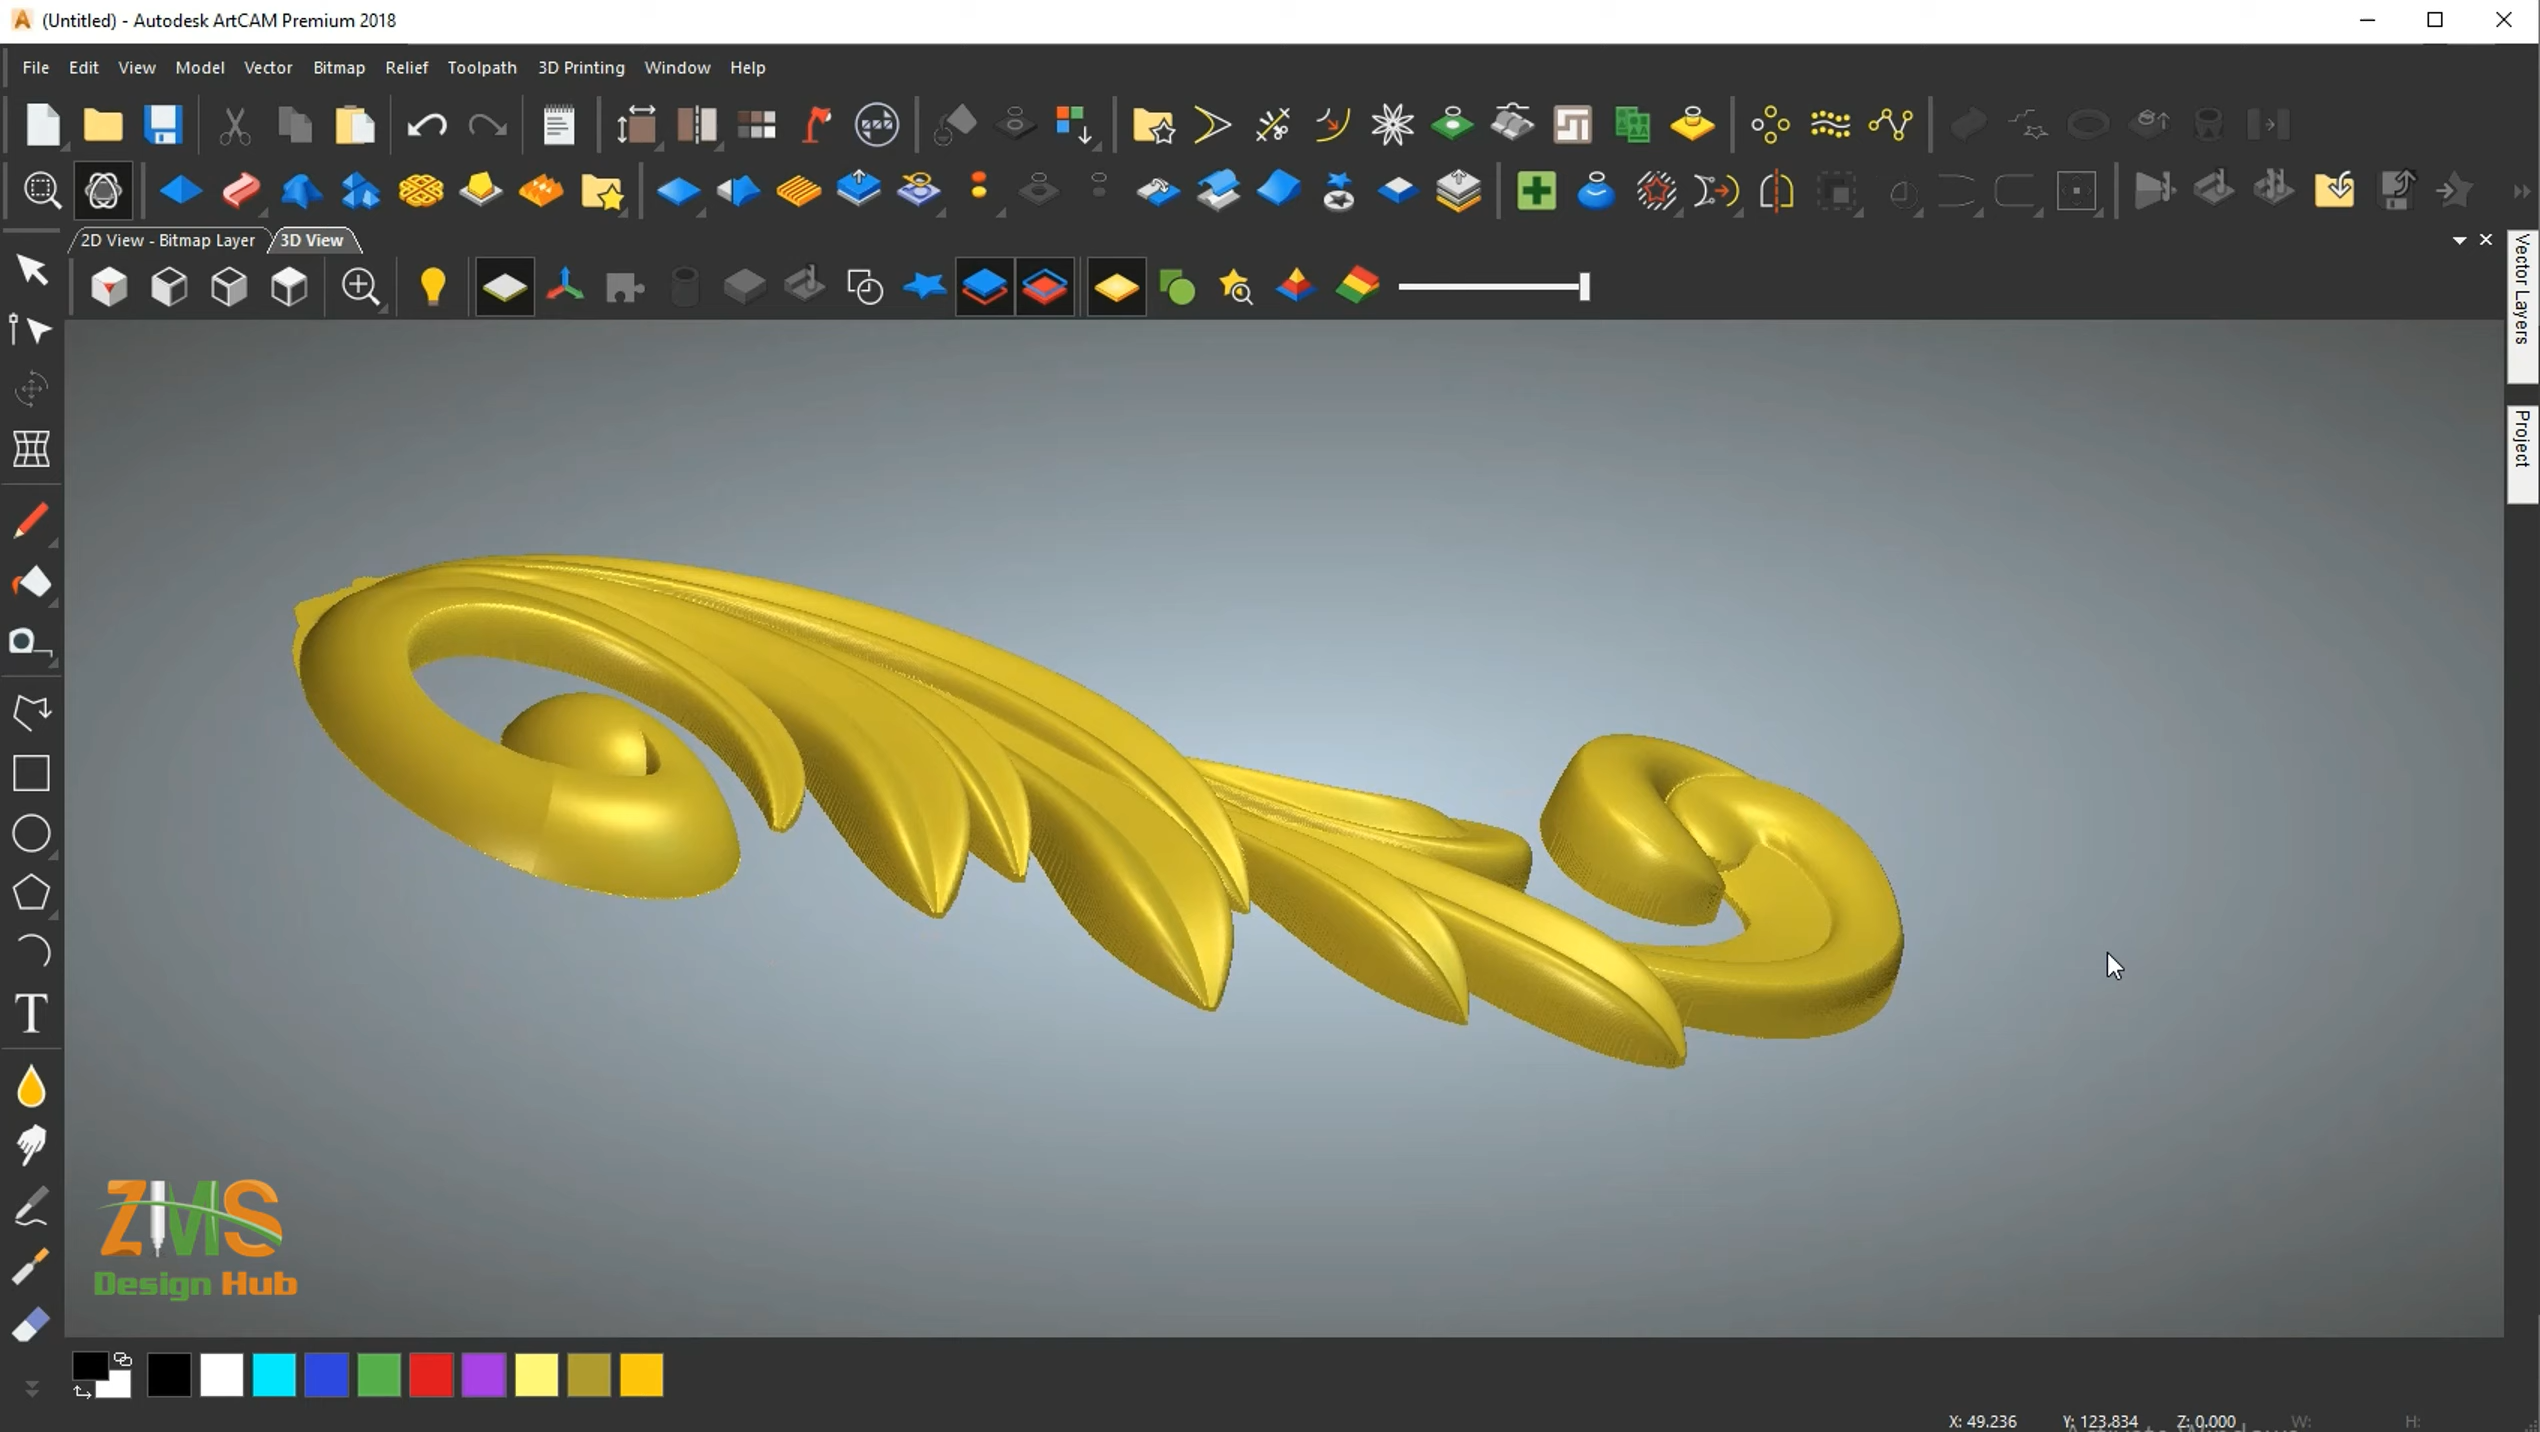 (Untitled) - Autodesk ArtCAM Premium 2018
File Edit View Model Vector Bitmap Relief Toolpath 3D Printing Window Help
2D View - Bitmap Layer 3D View
Vector Layers
Project
T
ZIMS
Design Hub
X: 49.236 Y: 123.834 Z: 0.000 W: H: